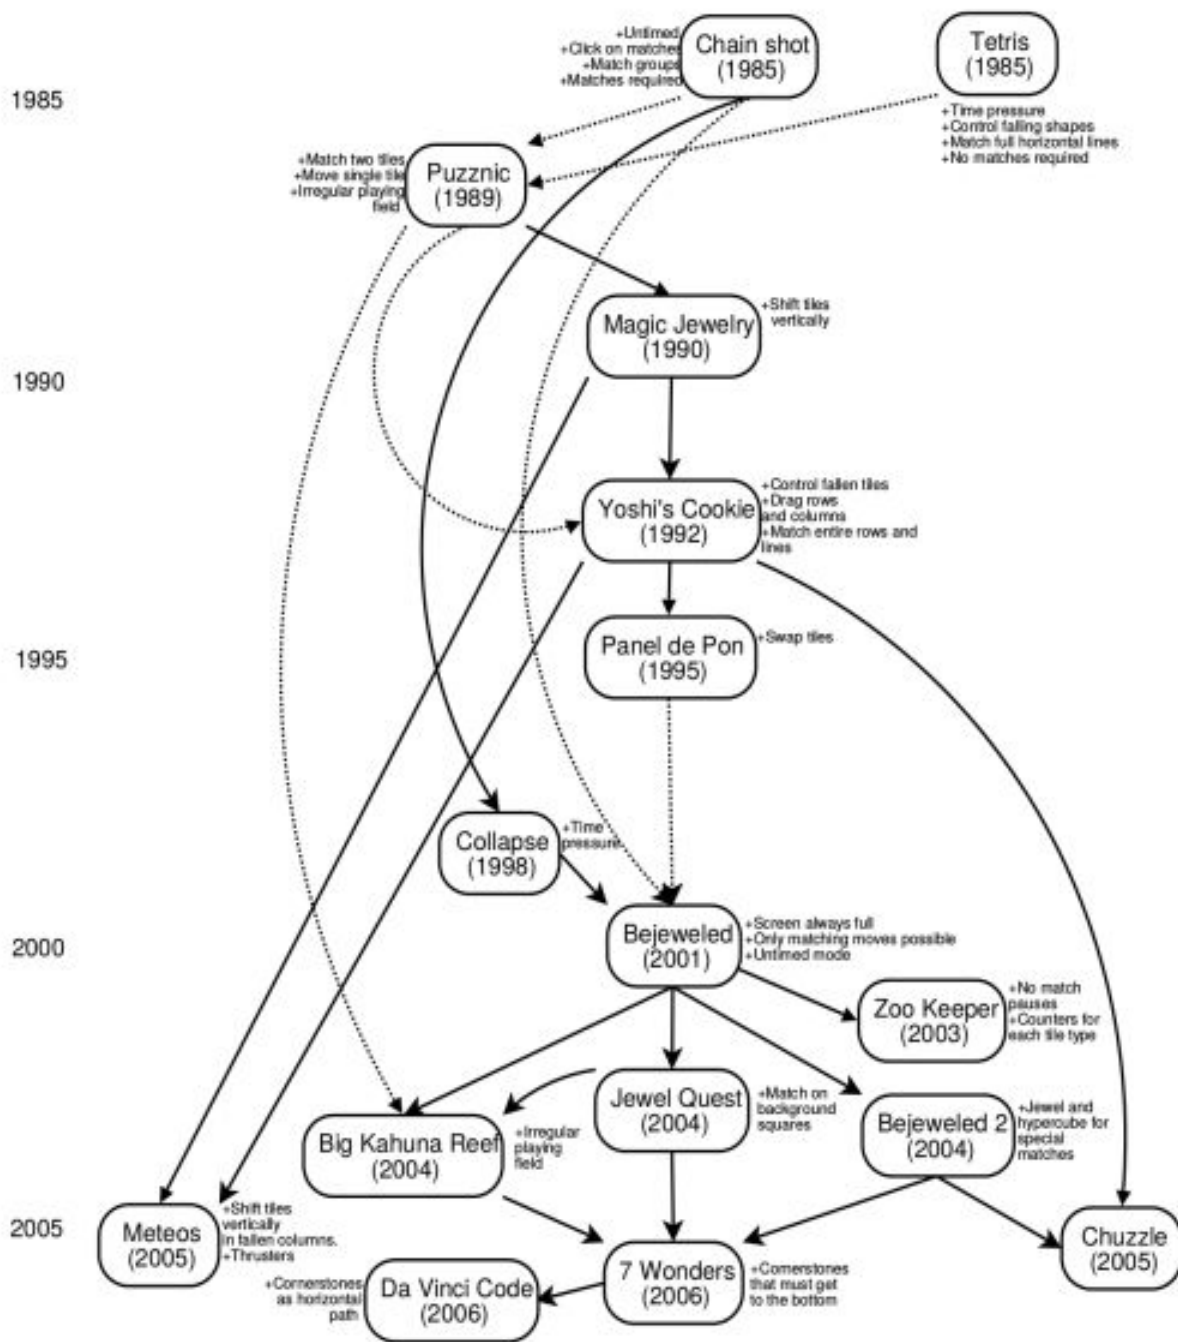 +Untimed
+Click on matches
+Match groups
+Matches required
Chain shot
(1985)
Tetris
(1985)
1985
+Time pressure
+Control falling shapes
+Match full horizontal lines
+No matches required
+Match two tiles
+Move single tile
+Irregular playing
field
Puzznic
(1989)
Magic Jewelry
(1990)
+Shift tiles
vertically
1990
Yoshi's Cookie
(1992)
+Control fallen tiles
+Drag rows
and columns
+Match entire rows and
lines
1995
Panel de Pon
(1995)
+Swap tiles
Collapse
(1998)
+Time
pressure
2000
Bejeweled
(2001)
+Screen always full
+Only matching moves possible
+Untimed mode
Zoo Keeper
(2003)
+No match
pauses
+Counters for
each tile type
Big Kahuna Reef
(2004)
+Irregular
playing
field
Jewel Quest
(2004)
+Match on
background
squares
Bejeweled 2
(2004)
+Jewel and
hypercube for
special
matches
2005
Meteos
(2005)
+Shift tiles
vertically
in fallen columns.
+Thrusters
Chuzzle
(2005)
+Cornerstones
as horizontal
path
Da Vinci Code
(2006)
7 Wonders
(2006)
+Cornerstones
that must get
to the bottom